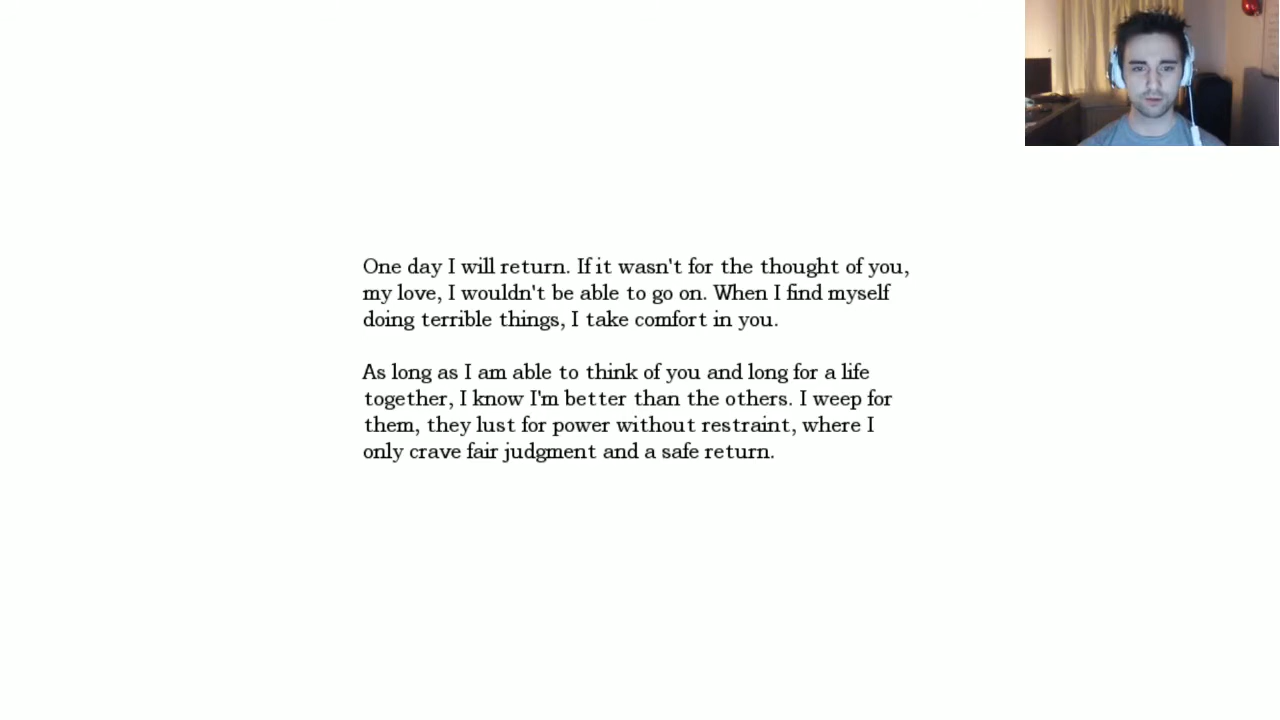 One day I will return. If it wasn't for the thought of you,
my love, I wouldn't be able to go on. When I find myself
doing terrible things, I take comfort in you.
As long as I am able to think of you and long for a life
together, I know I'm better than the others. I weep for
them, they lust for power without restraint, where I
only crave fair judgment and a safe return.